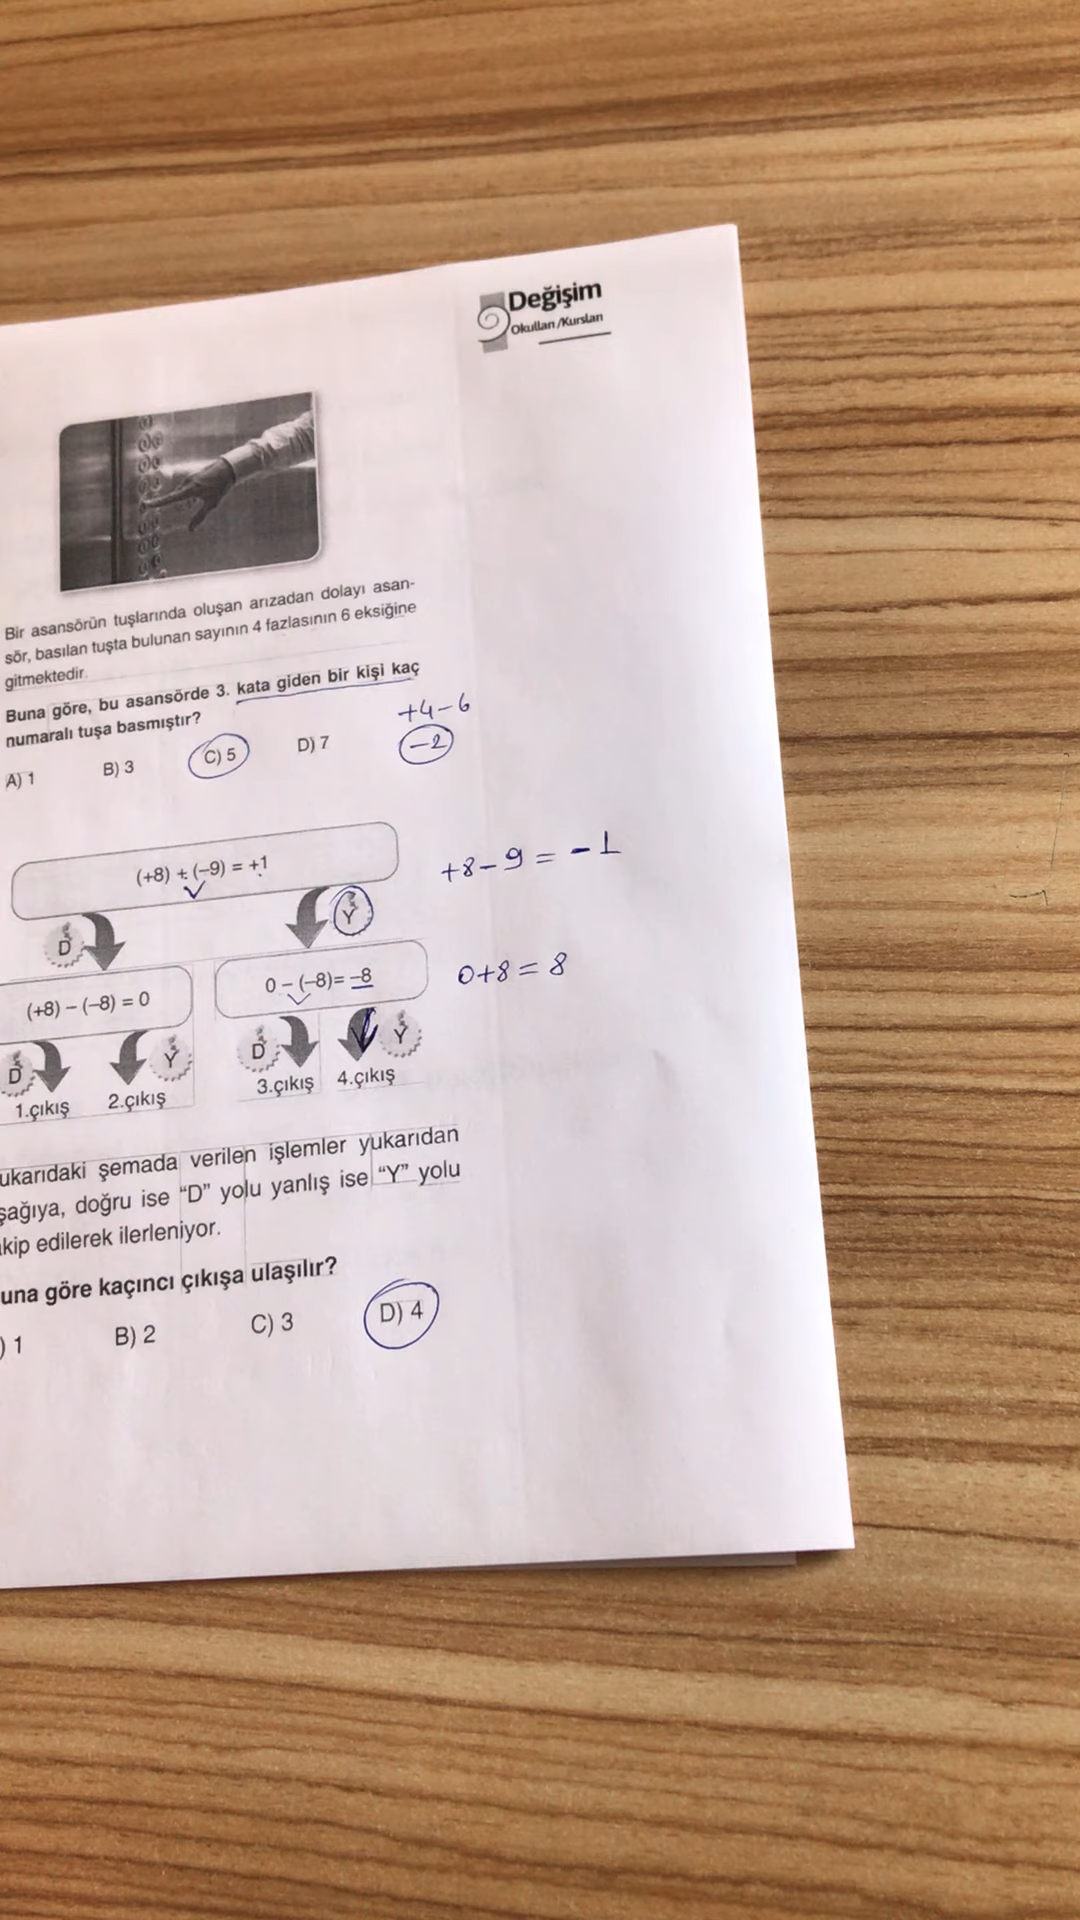 Değişim
Okulları/Kursları
Bir asansörün tuşlarında oluşan arızadan dolayı asan-
sör, basılan tuşta bulunan sayının 4 fazlasının 6 eksiğine
gitmektedir.
Buna göre, bu asansörde 3. kata giden bir kişi kaç
numaralı tuşa basmıştır?
+4-6
-2
A) 1 B) 3 C) 5 D) 7
(+8) + (-9) = +1
+8-9 = -1
D Y
(+8) – (–8) = 0
0 – (–8)= –8
0+8 = 8
D Y D Y
1.çıkış 2.çıkış 3.çıkış 4.çıkış
ukarıdaki şemada verilen işlemler yukarıdan
şağıya, doğru ise “D” yolu yanlış ise “Y” yolu
kip edilerek ilerleniyor.
una göre kaçıncı çıkışa ulaşılır?
) 1 B) 2 C) 3 D) 4